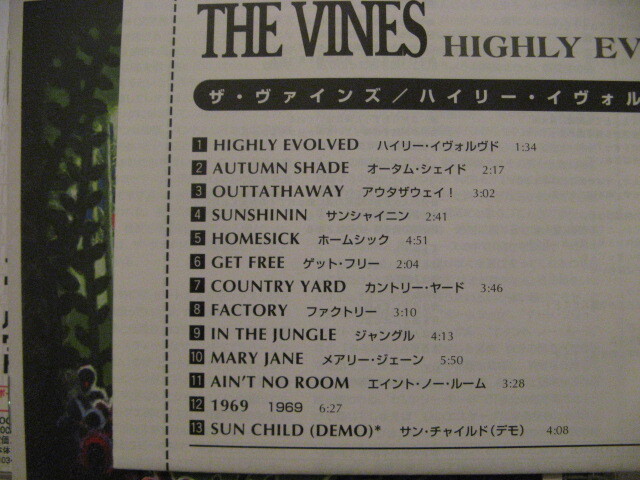 THE VINES HIGHLY EV
ザ・ヴァインズ／ハイリー・イヴォル
1 HIGHLY EVOLVED ハイリー・イヴォルヴド 1:34
2 AUTUMN SHADE オータム・シェイド 2:17
3 OUTTATHAWAY アウタザウェイ！ 3:02
4 SUNSHININ サンシャイニン 2:41
5 HOMESICK ホームシック 4:51
6 GET FREE ゲット・フリー 2:04
7 COUNTRY YARD カントリー・ヤード 3:46
8 FACTORY ファクトリー 3:10
9 IN THE JUNGLE ジャングル 4:13
10 MARY JANE メアリー・ジェーン 5:50
11 AIN'T NO ROOM エイント・ノー・ルーム 3:28
12 1969 1969 6:27
13 SUN CHILD (DEMO)* サン・チャイルド（デモ） 4:08